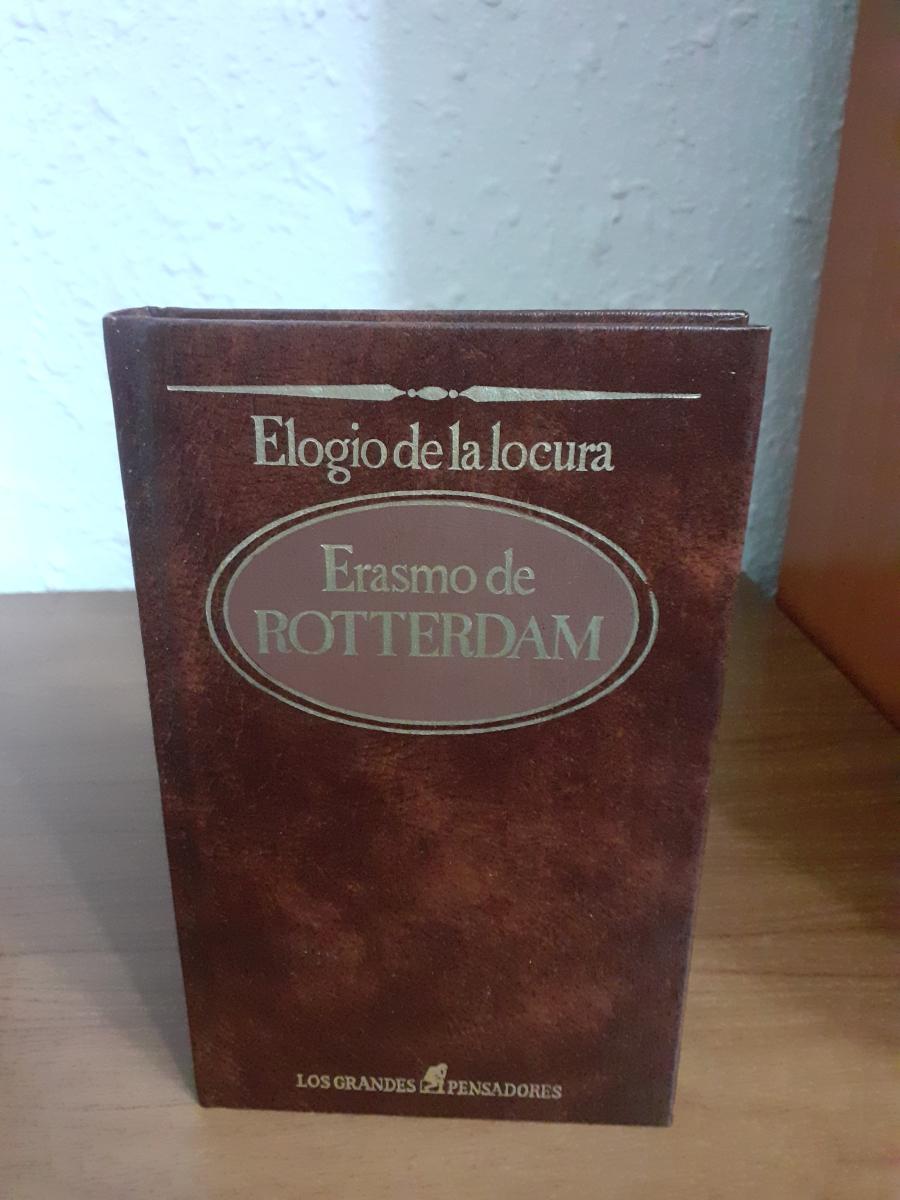 Elogio de la locura
Erasmo de
ROTTERDAM
LOS GRANDES PENSADORES